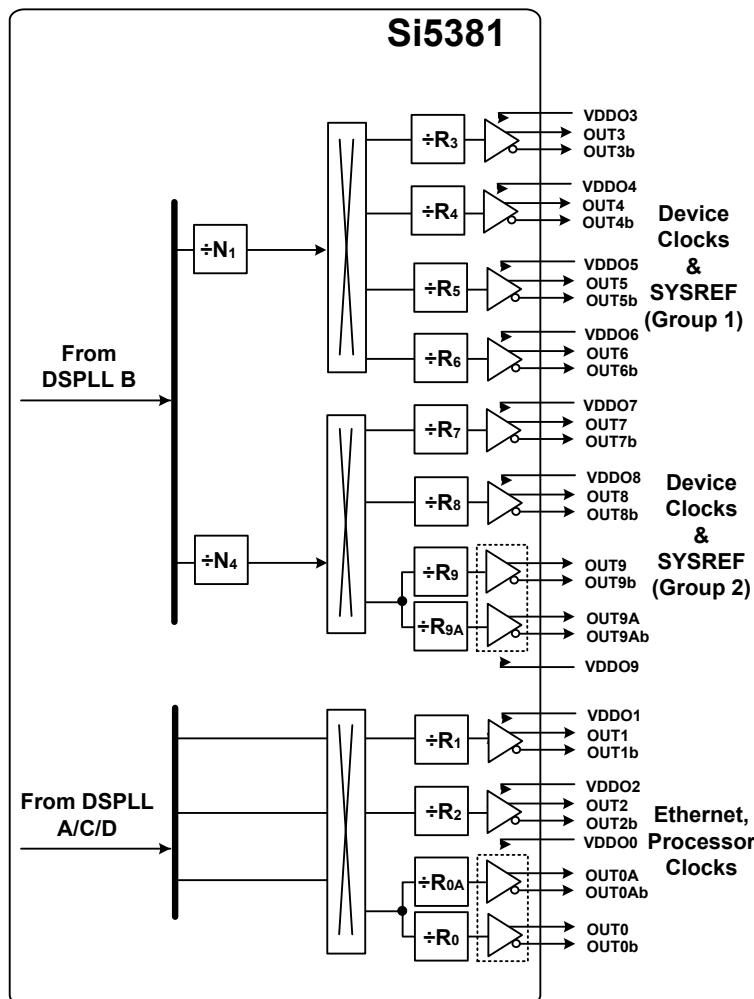 Si5381
÷R3
VDDO3
OUT3
OUT3b
÷R4
VDDO4
OUT4
OUT4b
÷N1
÷R5
VDDO5
OUT5
OUT5b
÷R6
VDDO6
OUT6
OUT6b
Device
Clocks
&
SYSREF
(Group 1)
From
DSPLL B
÷R7
VDDO7
OUT7
OUT7b
÷R8
VDDO8
OUT8
OUT8b
÷N4
÷R9
OUT9
OUT9b
÷R9A
OUT9A
OUT9Ab
VDDO9
Device
Clocks
&
SYSREF
(Group 2)
From DSPLL
A/C/D
÷R1
VDDO1
OUT1
OUT1b
÷R2
VDDO2
OUT2
OUT2b
VDDO0
÷R0A
OUT0A
OUT0Ab
÷R0
OUT0
OUT0b
Ethernet,
Processor
Clocks